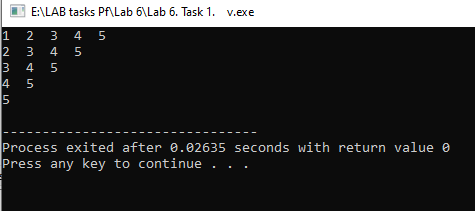 E:\LAB tasks Pf\Lab 6\Lab 6. Task 1.    v.exe
1  2  3  4  5
2  3  4  5
3  4  5
4  5
5
--------------------------------
Process exited after 0.02635 seconds with return value 0
Press any key to continue . . .